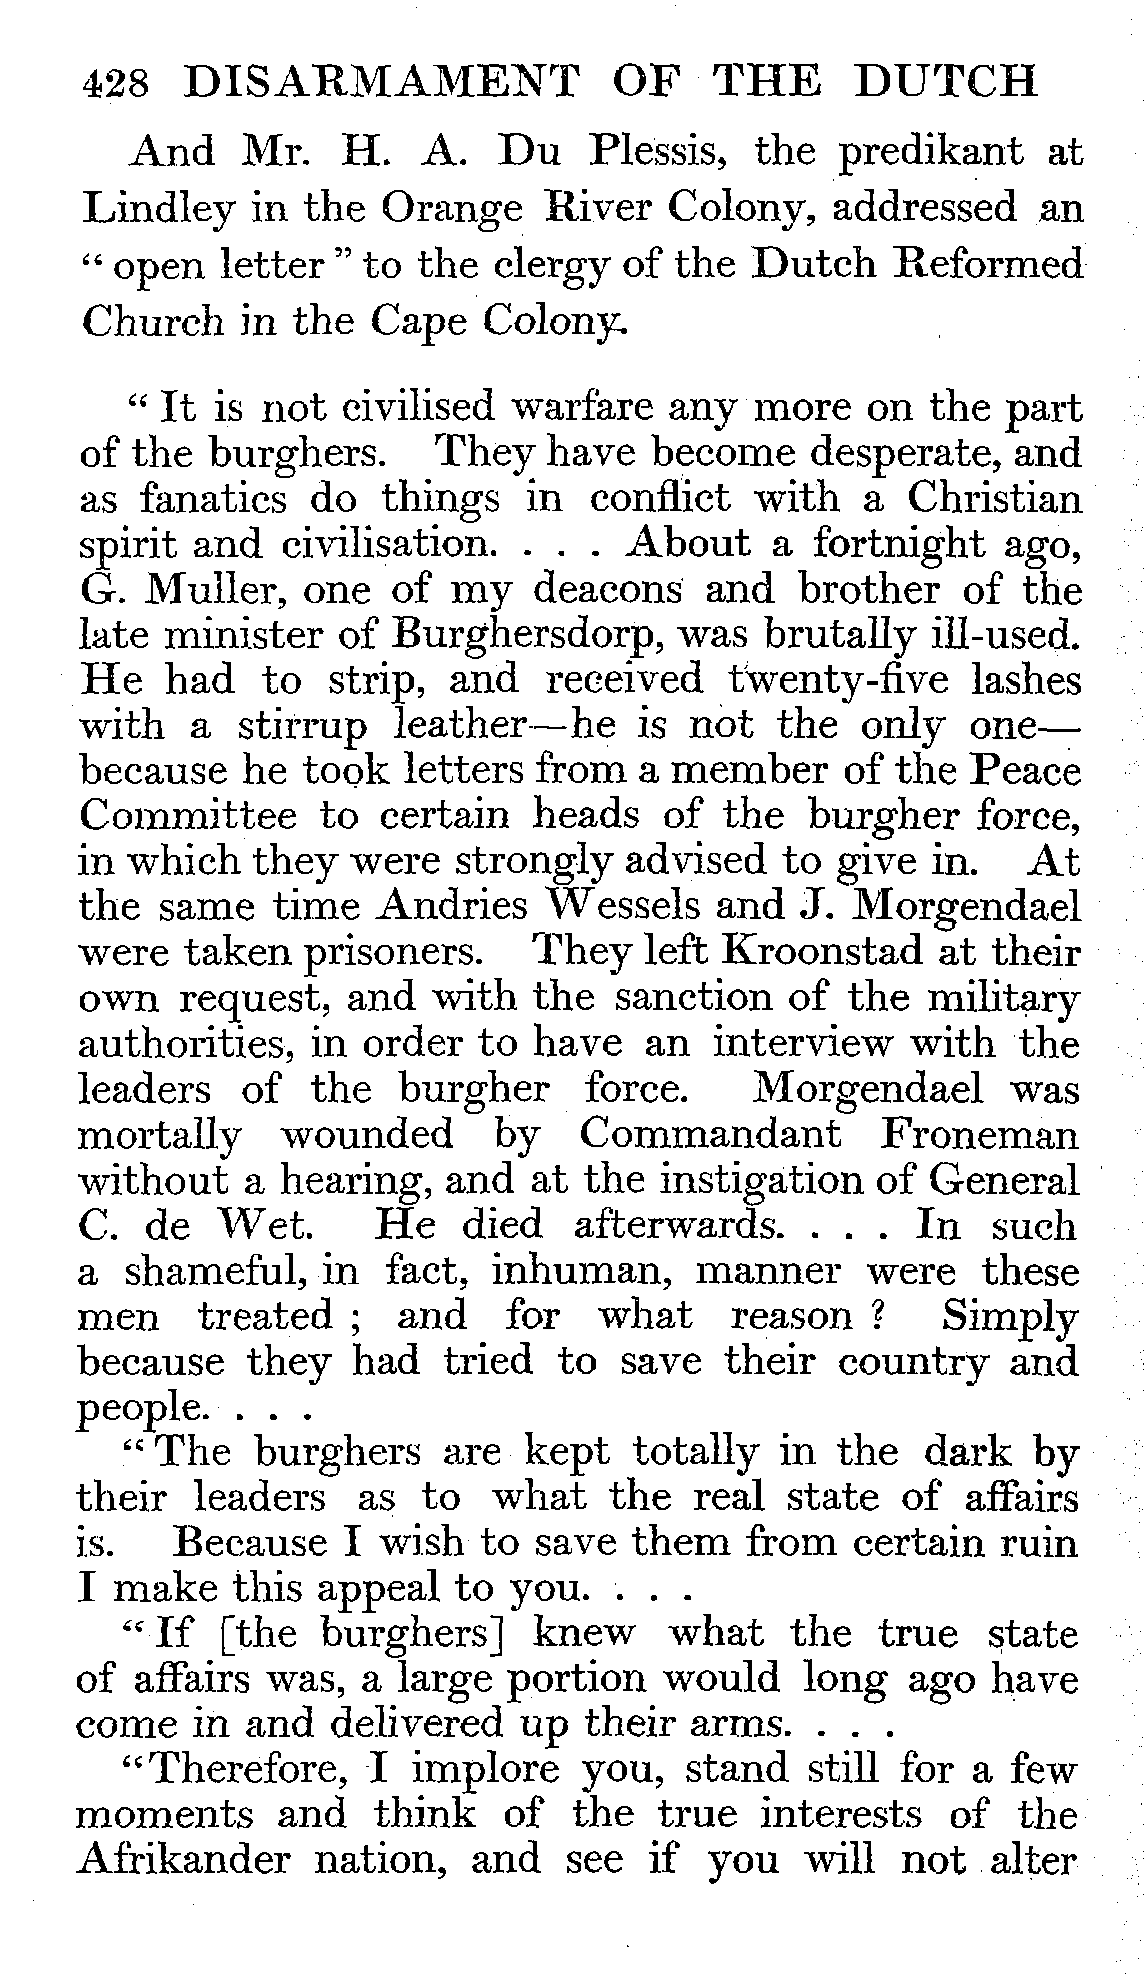 428 DISARMAMENT OF THE DUTCH
And Mr. H. A. Du Plessis, the predikant at
Lindley in the Orange River Colony, addressed an
“ open letter ” to the clergy of the Dutch Reformed
Church in the Cape Colony.
“ It is not civilised warfare any more on the part
of the burghers. They have become desperate, and
as fanatics do things in conflict with a Christian
spirit and civilisation. . . . About a fortnight ago,
G. Muller, one of my deacons and brother of the
late minister of Burghersdorp, was brutally ill-used.
He had to strip, and received twenty-five lashes
with a stirrup leather—he is not the only one—
because he took letters from a member of the Peace
Committee to certain heads of the burgher force,
in which they were strongly advised to give in. At
the same time Andries Wessels and J. Morgendael
were taken prisoners. They left Kroonstad at their
own request, and with the sanction of the military
authorities, in order to have an interview with the
leaders of the burgher force. Morgendael was
mortally wounded by Commandant Froneman
without a hearing, and at the instigation of General
C. de Wet. He died afterwards. . . . In such
a shameful, in fact, inhuman, manner were these
men treated ; and for what reason ? Simply
because they had tried to save their country and
people. . . .
“ The burghers are kept totally in the dark by
their leaders as to what the real state of affairs
is. Because I wish to save them from certain ruin
I make this appeal to you. . . .
“ If [the burghers] knew what the true state
of affairs was, a large portion would long ago have
come in and delivered up their arms. . . .
“Therefore, I implore you, stand still for a few
moments and think of the true interests of the
Afrikander nation, and see if you will not alter